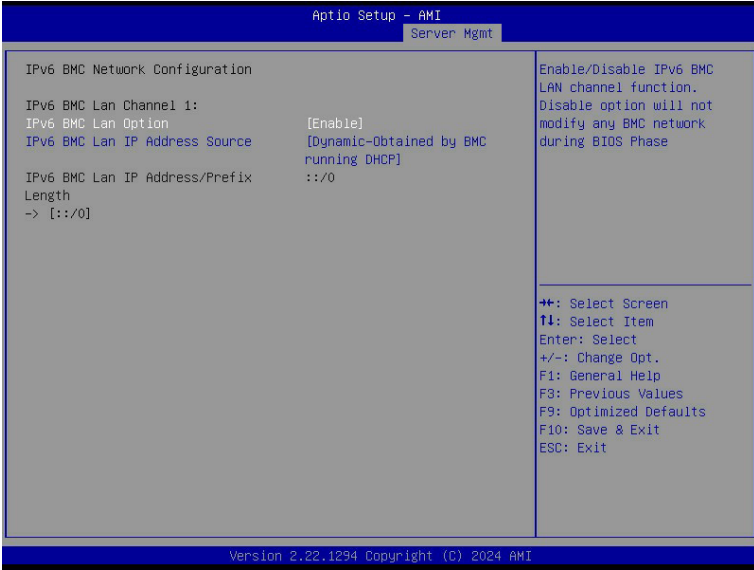 Aptio Setup – AMI
Server Mgmt
IPv6 BMC Network Configuration
IPv6 BMC Lan Channel 1:
IPv6 BMC Lan Option [Enable]
IPv6 BMC Lan IP Address Source [Dynamic-Obtained by BMC
running DHCP]
IPv6 BMC Lan IP Address/Prefix ::/0
Length
-> [::/0]
Enable/Disable IPv6 BMC
LAN channel function.
Disable option will not
modify any BMC network
during BIOS Phase
→←: Select Screen
↑↓: Select Item
Enter: Select
+/-: Change Opt.
F1: General Help
F3: Previous Values
F9: Optimized Defaults
F10: Save & Exit
ESC: Exit
Version 2.22.1294 Copyright (C) 2024 AMI